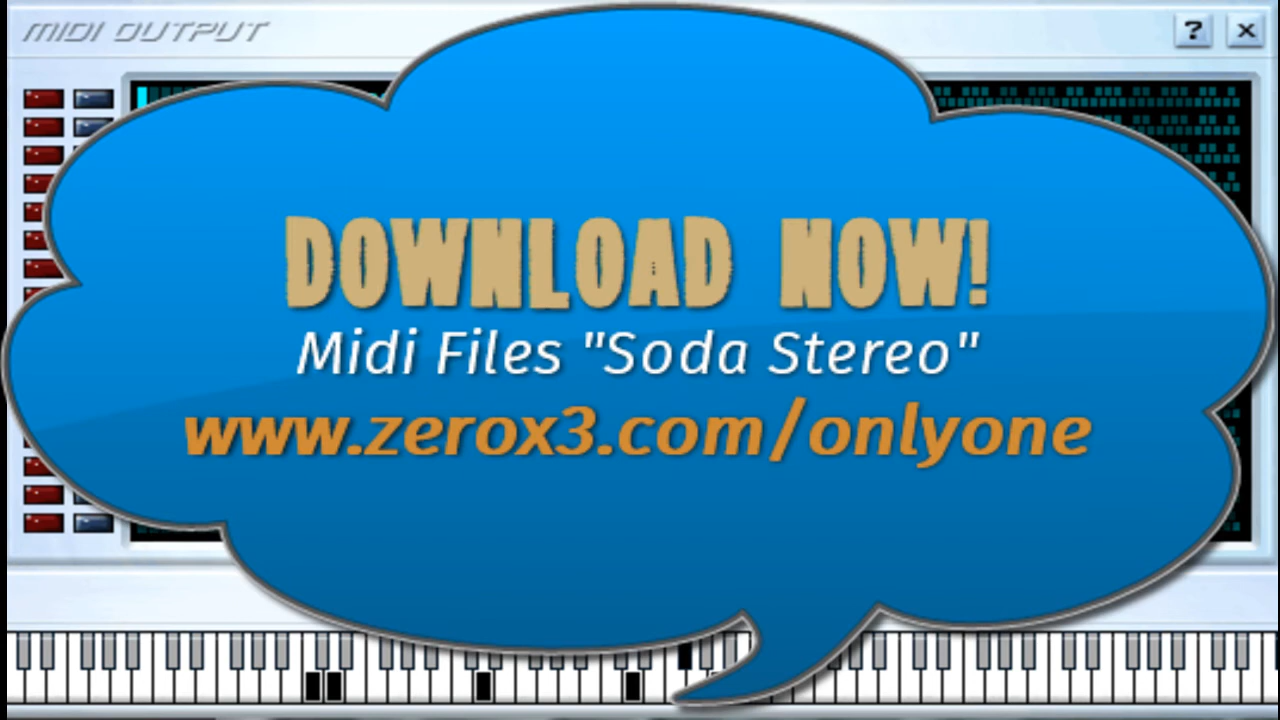 MIDI OUTPUT
? x
DOWNLOAD NOW!
Midi Files "Soda Stereo"
www.zerox3.com/onlyone